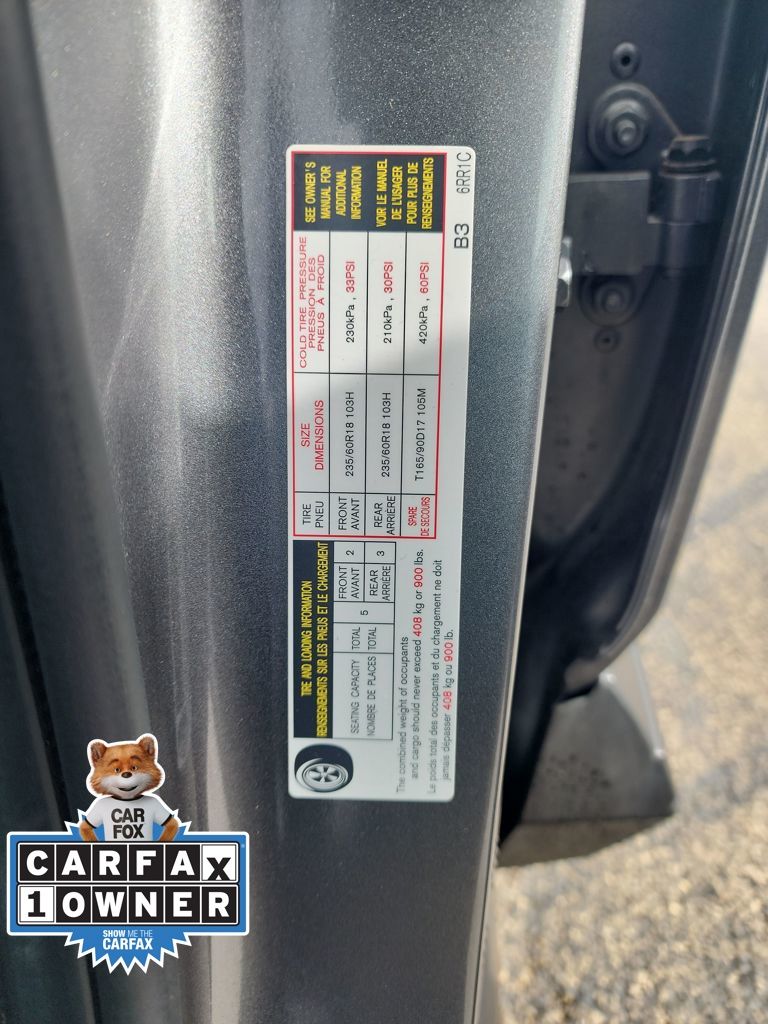 TIRE AND LOADING INFORMATION
RENSEIGNEMENTS SUR LES PNEUS ET LE CHARGEMENT
SEATING CAPACITY TOTAL 5 FRONT 2
NOMBRE DE PLACES TOTAL AVANT
REAR 3
ARRIÈRE
The combined weight of occupants
and cargo should never exceed 408 kg or 900 lbs.
Le poids total des occupants et du chargement ne doit
jamais dépasser 408 kg ou 900 lb.
TIRE
PNEU
SIZE
DIMENSIONS
COLD TIRE PRESSURE
PRESSION DES
PNEUS À FROID
FRONT
AVANT
235/60R18 103H
230kPa , 33PSI
REAR
ARRIÈRE
235/60R18 103H
210kPa , 30PSI
SPARE
DE SECOURS
T165/90D17 105M
420kPa , 60PSI
SEE OWNER'S
MANUAL FOR
ADDITIONAL
INFORMATION
VOIR LE MANUEL
DE L'USAGER
POUR PLUS DE
RENSEIGNEMENTS
B3 6RR1C
CAR
FOX
CARFAX
1 OWNER
SHOW ME THE
CARFAX